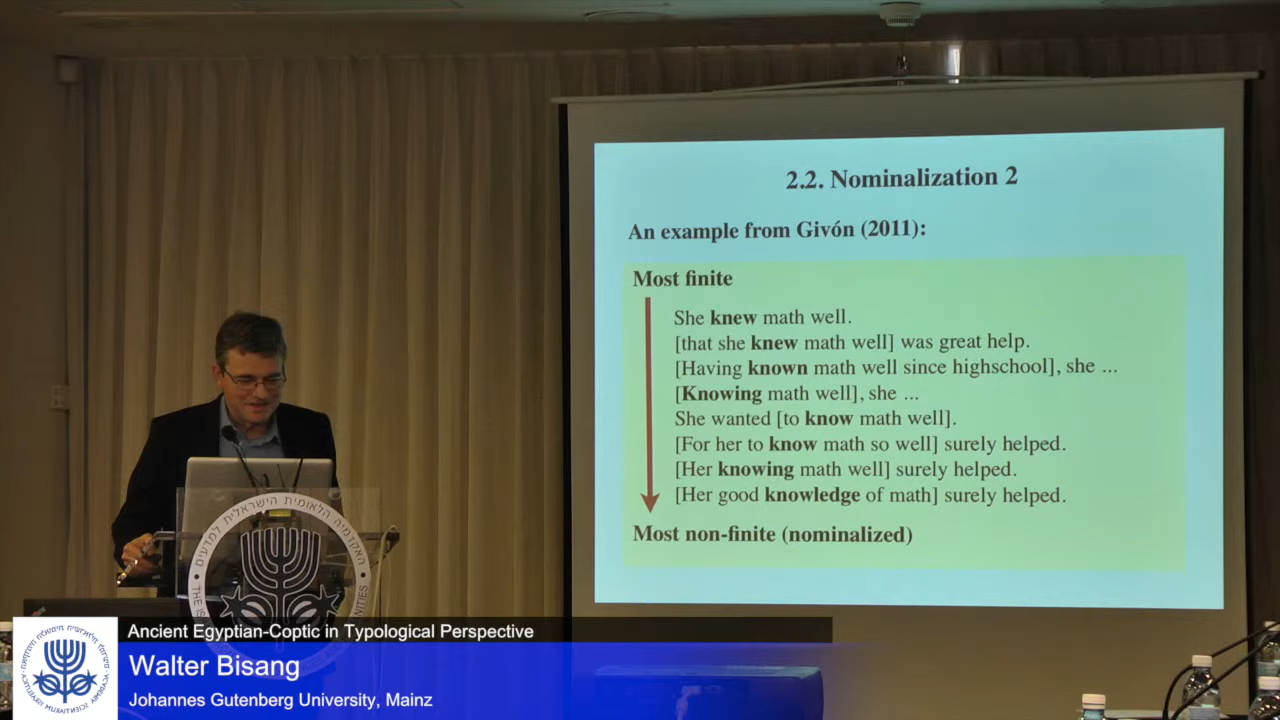 2.2. Nominalization 2
An example from Givón (2011):
Most finite
She knew math well.
[that she knew math well] was great help.
[Having known math well since highschool], she ...
[Knowing math well], she ...
She wanted [to know math well].
[For her to know math so well] surely helped.
[Her knowing math well] surely helped.
[Her good knowledge of math] surely helped.
Most non-finite (nominalized)
האקדמיה הלאומית הישראלית למדעים
Ancient Egyptian-Coptic in Typological Perspective
Walter Bisang
Johannes Gutenberg University, Mainz